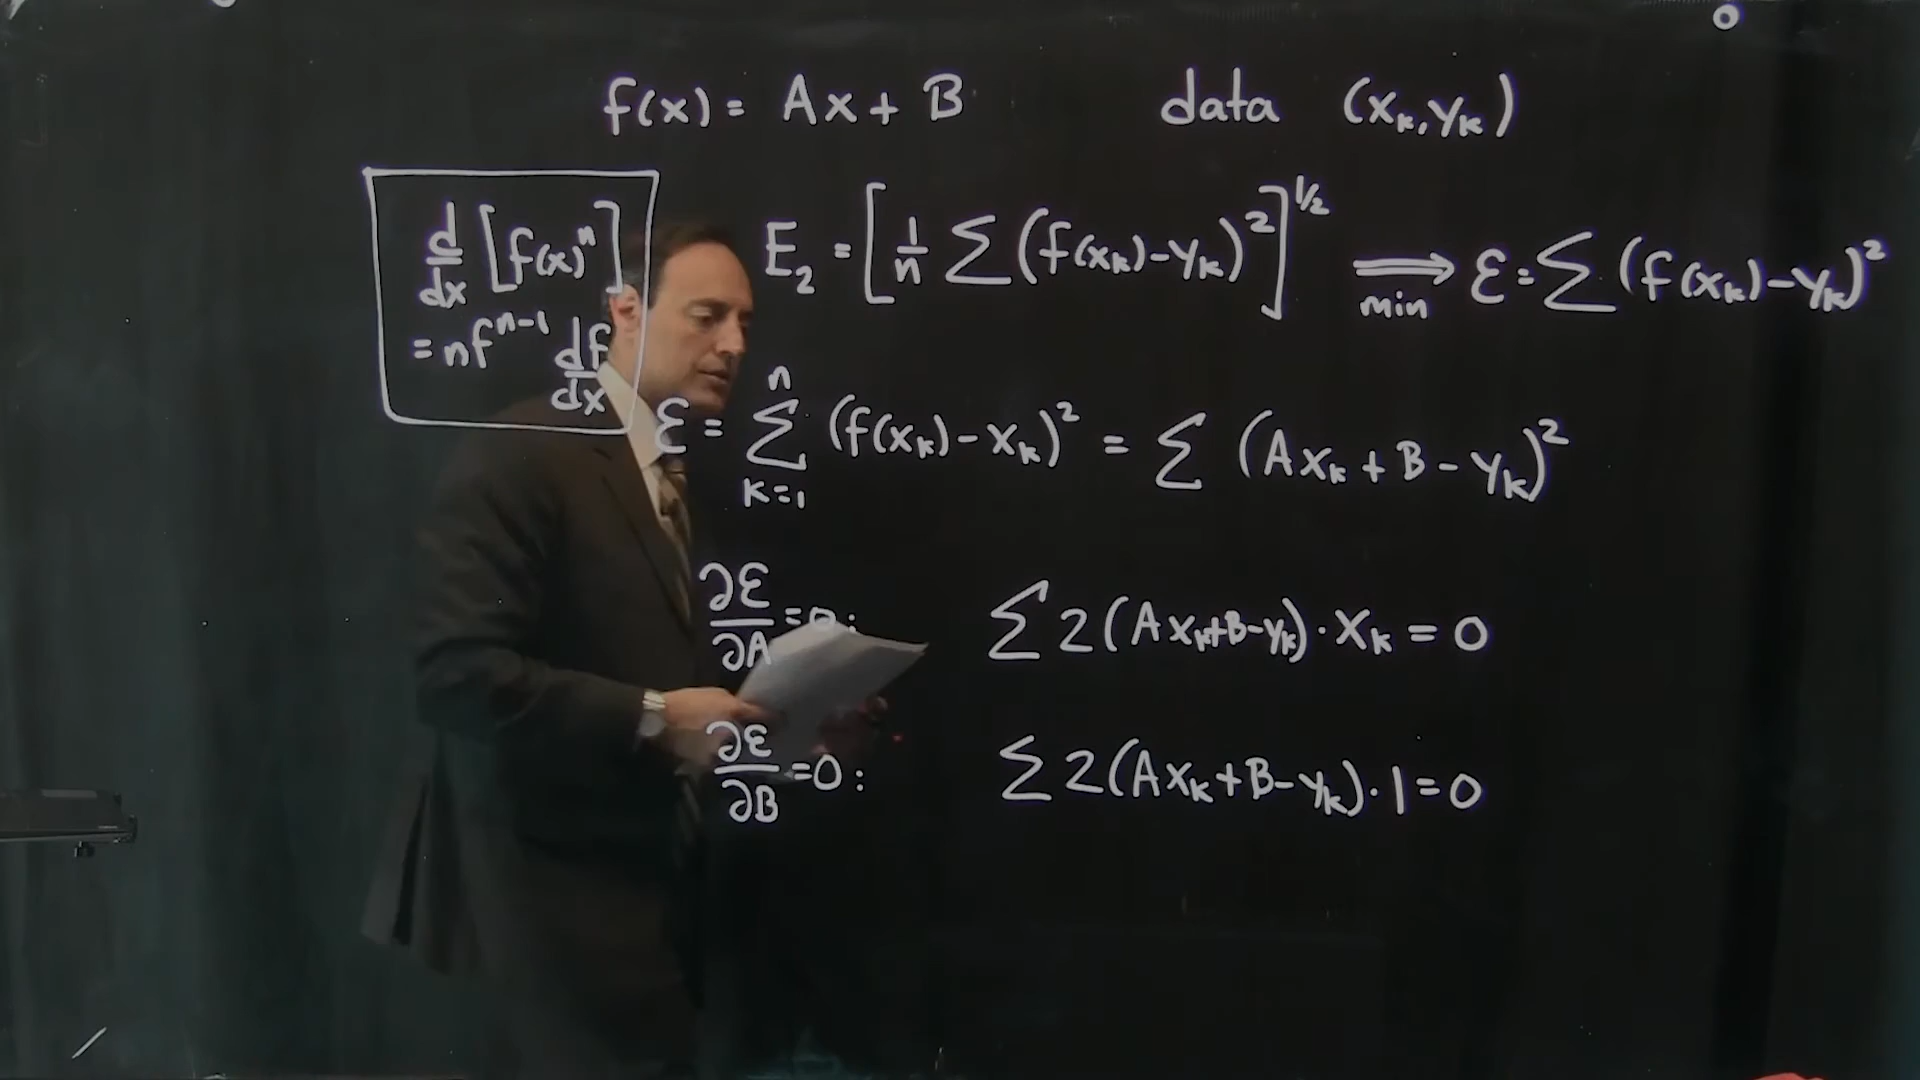 f(x) = Ax + B data (xₖ, yₖ)
d/dx [f(x)ⁿ]
= nfⁿ⁻¹ df/dx
E₂ = [1/n ∑ (f(xₖ) - yₖ)²]^1/2 ⟹ min ℰ = ∑ (f(xₖ) - yₖ)²
ℰ = ∑ₖ₌₁ⁿ (f(xₖ) - xₖ)² = ∑ (Axₖ + B - yₖ)²
∂ℰ/∂A = 0 : ∑ 2(Axₖ + B - yₖ) · xₖ = 0
∂ℰ/∂B = 0 : ∑ 2(Axₖ + B - yₖ) · 1 = 0